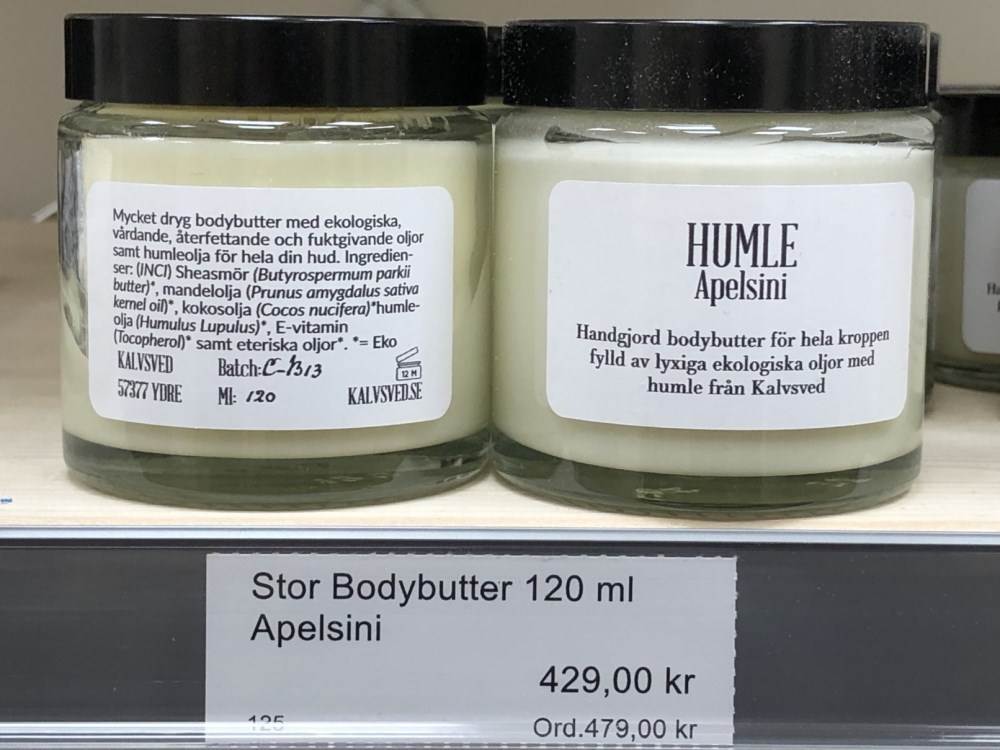 Mycket dryg bodybutter med ekologiska,
vårdande, återfettande och fuktgivande oljor
samt humleolja för hela din hud. Ingredien-
ser: (INCI) Sheasmör (Butyrospermum parkii
butter)*, mandelolja (Prunus amygdalus sativa
kernel oil)*, kokosolja (Cocos nucifera)*humle-
olja (Humulus Lupulus)*, E-vitamin
(Tocopherol)* samt eteriska oljor*. *= Eko
KALVSVED Batch: C-1313
12 M
57377 YDRE Ml: 120 KALVSVED.SE
HUMLE
Apelsini
Handgjord bodybutter för hela kroppen
fylld av lyxiga ekologiska oljor med
humle från Kalvsved
Stor Bodybutter 120 ml
Apelsini
429,00 kr
125 Ord.479,00 kr